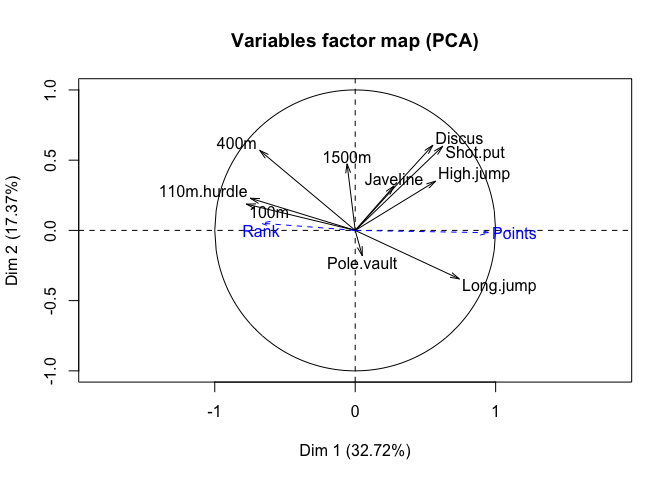 Variables factor map (PCA)
1.0
0.5
0.0
-0.5
-1.0
Dim 2 (17.37%)
400m
1500m
Discus
Shot.put
Javeline
High.jump
110m.hurdle
100m
Rank
Points
Pole.vault
Long.jump
-1
0
1
Dim 1 (32.72%)